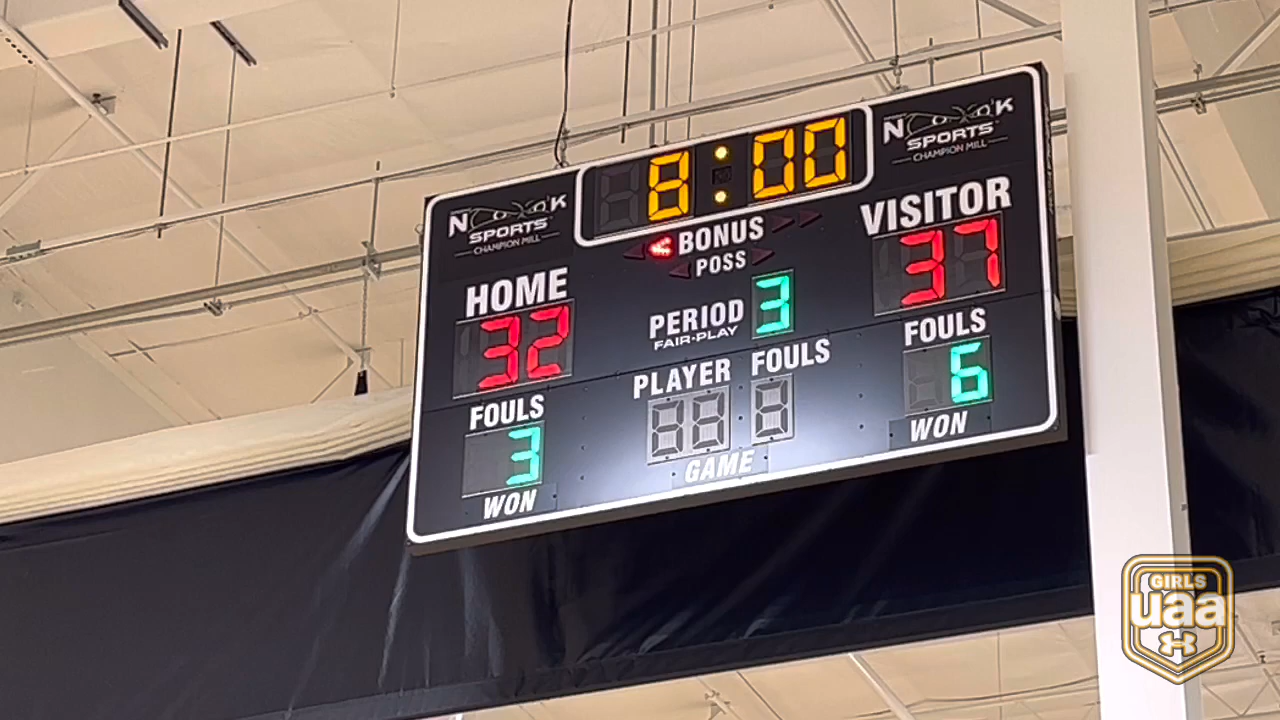 NOOK SPORTS CHAMPION MILL
8:00
NOOK SPORTS CHAMPION MILL
BONUS
POSS
HOME
32
PERIOD 3
FAIR-PLAY
VISITOR
37
FOULS
3
WON
PLAYER FOULS
GAME
FOULS
6
WON
GIRLS
uaa